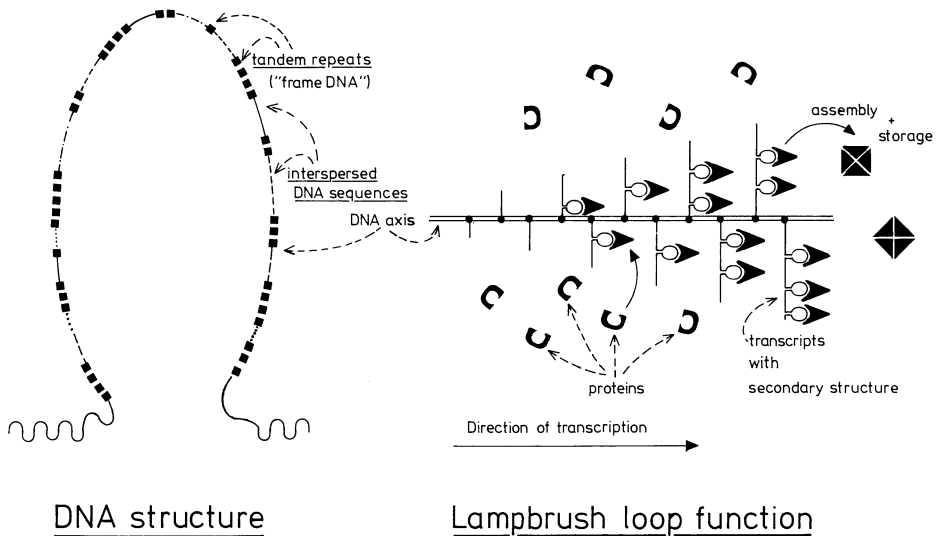 tandem repeats
("frame DNA")
interspersed
DNA sequences
DNA axis
assembly
+
storage
transcripts
with
secondary structure
proteins
Direction of transcription
DNA structure
Lampbrush loop function